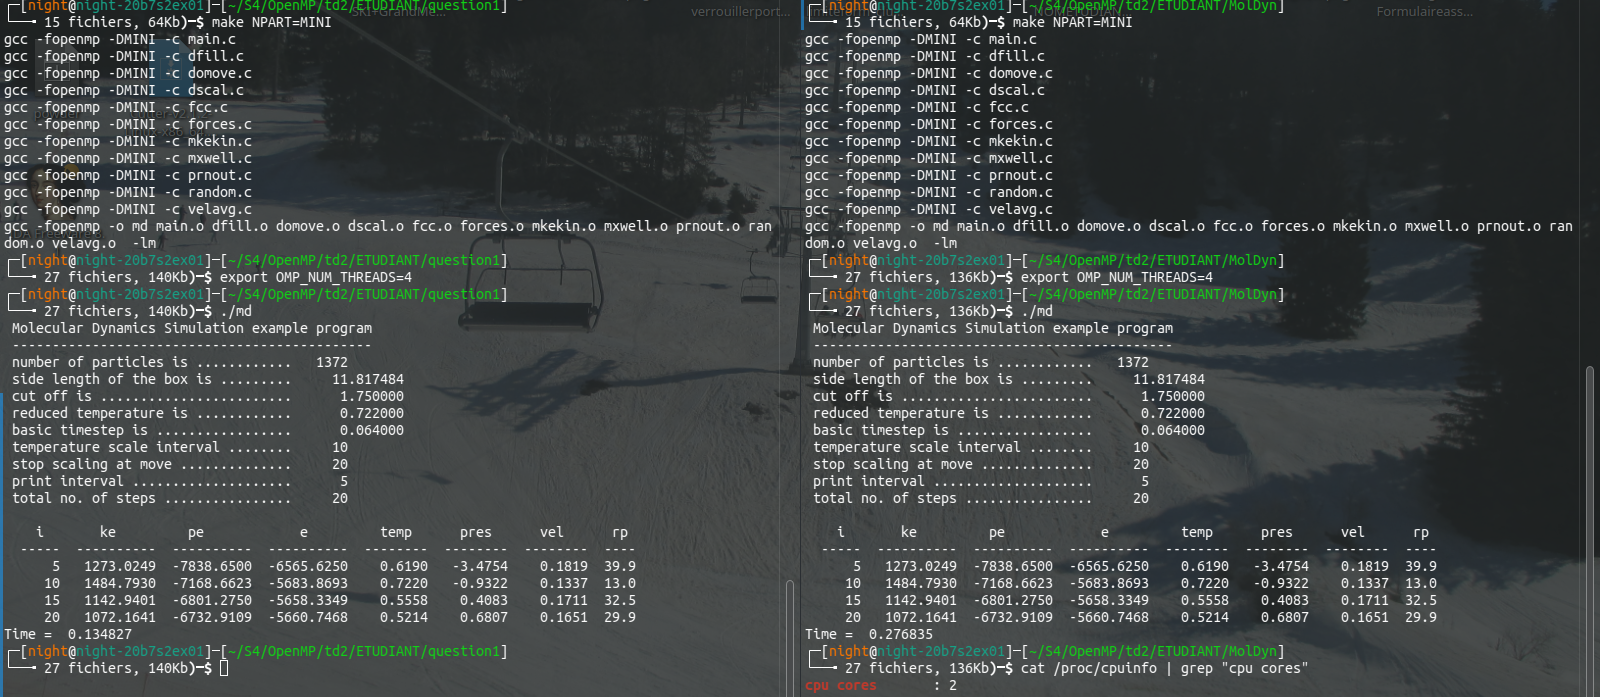 [night@night-20b7s2ex01]-[~/S4/OpenMP/td2/ETUDIANT/question1]
15 fichiers, 64Kb)-$ make NPART=MINI
gcc -fopenmp -DMINI -c main.c
gcc -fopenmp -DMINI -c dfill.c
gcc -fopenmp -DMINI -c domove.c
gcc -fopenmp -DMINI -c dscal.c
gcc -fopenmp -DMINI -c fcc.c
gcc -fopenmp -DMINI -c forces.c
gcc -fopenmp -DMINI -c mkekin.c
gcc -fopenmp -DMINI -c mxwell.c
gcc -fopenmp -DMINI -c prnout.c
gcc -fopenmp -DMINI -c random.c
gcc -fopenmp -DMINI -c velavg.c
gcc -fopenmp -o md main.o dfill.o domove.o dscal.o fcc.o forces.o mkekin.o mxwell.o prnout.o ran
dom.o velavg.o  -lm
[night@night-20b7s2ex01]-[~/S4/OpenMP/td2/ETUDIANT/question1]
27 fichiers, 140Kb)-$ export OMP_NUM_THREADS=4
[night@night-20b7s2ex01]-[~/S4/OpenMP/td2/ETUDIANT/question1]
27 fichiers, 140Kb)-$ ./md
Molecular Dynamics Simulation example program
---------------------------------------------
number of particles is ............   1372
side length of the box is .........     11.817484
cut off is ........................      1.750000
reduced temperature is ............      0.722000
basic timestep is .................      0.064000
temperature scale interval ........     10
stop scaling at move ..............     20
print interval ....................      5
total no. of steps ................     20
i       ke         pe            e         temp      pres      vel      rp
-----  ----------  ----------  ----------  --------  --------  --------  ----
5   1273.0249  -7838.6500  -6565.6250  0.6190  -3.4754    0.1819  39.9
10   1484.7930  -7168.6623  -5683.8693  0.7220  -0.9322    0.1337  13.0
15   1142.9401  -6801.2750  -5658.3349  0.5558   0.4083    0.1711  32.5
20   1072.1641  -6732.9109  -5660.7468  0.5214   0.6807    0.1651  29.9
Time =  0.134827
[night@night-20b7s2ex01]-[~/S4/OpenMP/td2/ETUDIANT/question1]
27 fichiers, 140Kb)-$
[night@night-20b7s2ex01]-[~/S4/OpenMP/td2/ETUDIANT/MolDyn]
15 fichiers, 64Kb)-$ make NPART=MINI
gcc -fopenmp -DMINI -c main.c
gcc -fopenmp -DMINI -c dfill.c
gcc -fopenmp -DMINI -c domove.c
gcc -fopenmp -DMINI -c dscal.c
gcc -fopenmp -DMINI -c fcc.c
gcc -fopenmp -DMINI -c forces.c
gcc -fopenmp -DMINI -c mkekin.c
gcc -fopenmp -DMINI -c mxwell.c
gcc -fopenmp -DMINI -c prnout.c
gcc -fopenmp -DMINI -c random.c
gcc -fopenmp -DMINI -c velavg.c
gcc -fopenmp -o md main.o dfill.o domove.o dscal.o fcc.o forces.o mkekin.o mxwell.o prnout.o ran
dom.o velavg.o  -lm
[night@night-20b7s2ex01]-[~/S4/OpenMP/td2/ETUDIANT/MolDyn]
27 fichiers, 136Kb)-$ export OMP_NUM_THREADS=4
[night@night-20b7s2ex01]-[~/S4/OpenMP/td2/ETUDIANT/MolDyn]
27 fichiers, 136Kb)-$ ./md
Molecular Dynamics Simulation example program
---------------------------------------------
number of particles is ............   1372
side length of the box is .........     11.817484
cut off is ........................      1.750000
reduced temperature is ............      0.722000
basic timestep is .................      0.064000
temperature scale interval ........     10
stop scaling at move ..............     20
print interval ....................      5
total no. of steps ................     20
i       ke         pe            e         temp      pres      vel      rp
-----  ----------  ----------  ----------  --------  --------  --------  ----
5   1273.0249  -7838.6500  -6565.6250  0.6190  -3.4754    0.1819  39.9
10   1484.7930  -7168.6623  -5683.8693  0.7220  -0.9322    0.1337  13.0
15   1142.9401  -6801.2750  -5658.3349  0.5558   0.4083    0.1711  32.5
20   1072.1641  -6732.9109  -5660.7468  0.5214   0.6807    0.1651  29.9
Time =  0.276835
[night@night-20b7s2ex01]-[~/S4/OpenMP/td2/ETUDIANT/MolDyn]
27 fichiers, 136Kb)-$ cat /proc/cpuinfo | grep "cpu cores"
cpu cores       : 2
verrouillerport...
Formulaireass...